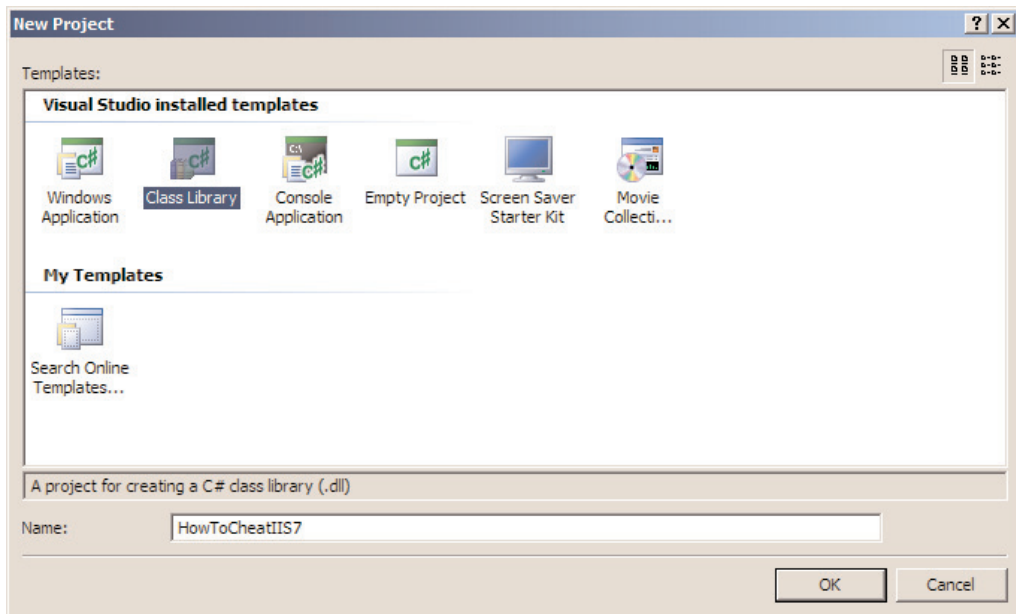 New Project
Templates:
Visual Studio installed templates
Windows Application
Class Library
Console Application
Empty Project
Screen Saver Starter Kit
Movie Collecti...
My Templates
Search Online Templates...
A project for creating a C# class library (.dll)
Name: HowToCheatIIS7
OK Cancel